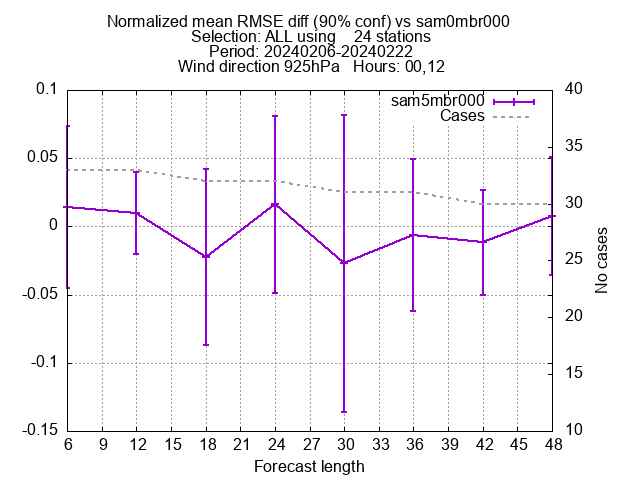 Normalized mean RMSE diff (90% conf) vs sam0mbr000
Selection: ALL using    24 stations
Period: 20240206-20240222
Wind direction 925hPa   Hours: 00,12
sam5mbr000
Cases
0.1
0.05
0
-0.05
-0.1
-0.15
40
35
30
25
20
15
10
No cases
6 12 15 18 21 24 27 30 33 36 39 42 45 48
Forecast length